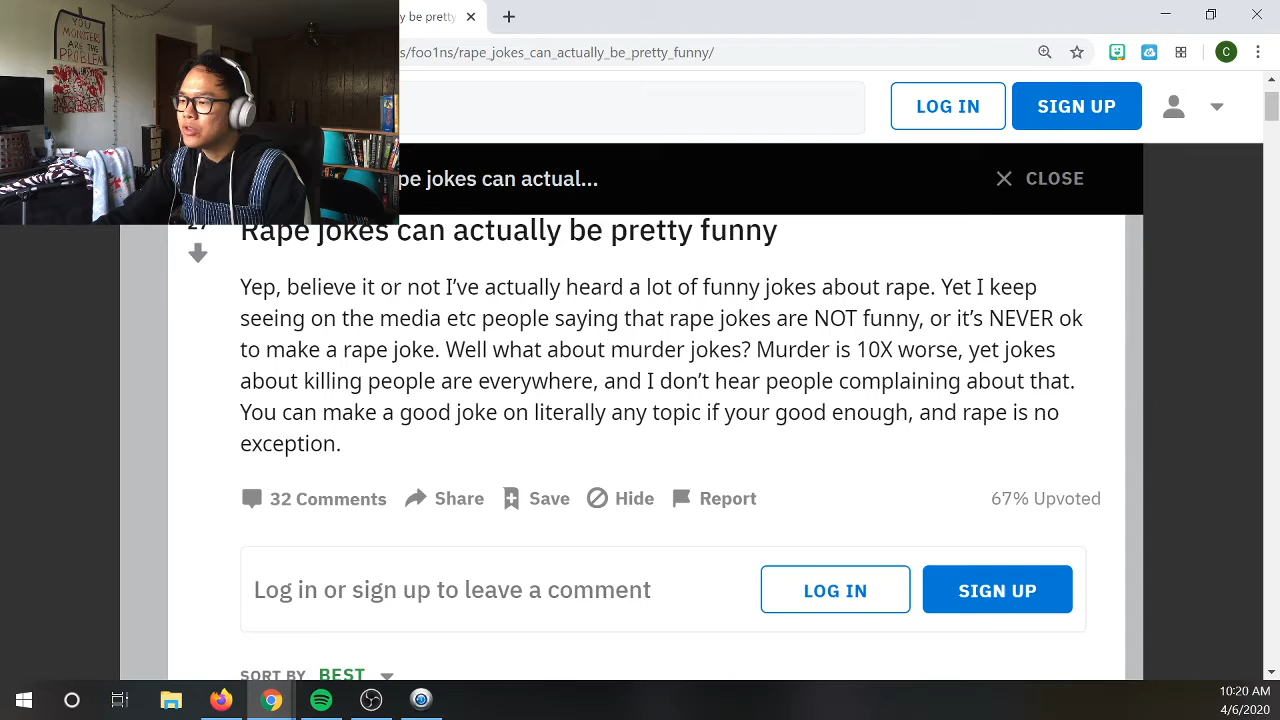 YOU
MONSTERS
ARE THE
PROBLEM
y be pretty
s/foo1ns/rape_jokes_can_actually_be_pretty_funny/
C
LOG IN
SIGN UP
pe jokes can actual...
CLOSE
27
Rape jokes can actually be pretty funny
Yep, believe it or not I’ve actually heard a lot of funny jokes about rape. Yet I keep
seeing on the media etc people saying that rape jokes are NOT funny, or it’s NEVER ok
to make a rape joke. Well what about murder jokes? Murder is 10X worse, yet jokes
about killing people are everywhere, and I don’t hear people complaining about that.
You can make a good joke on literally any topic if your good enough, and rape is no
exception.
32 Comments Share Save Hide Report 67% Upvoted
Log in or sign up to leave a comment LOG IN SIGN UP
SORT BY BEST
10:20 AM
4/6/2020